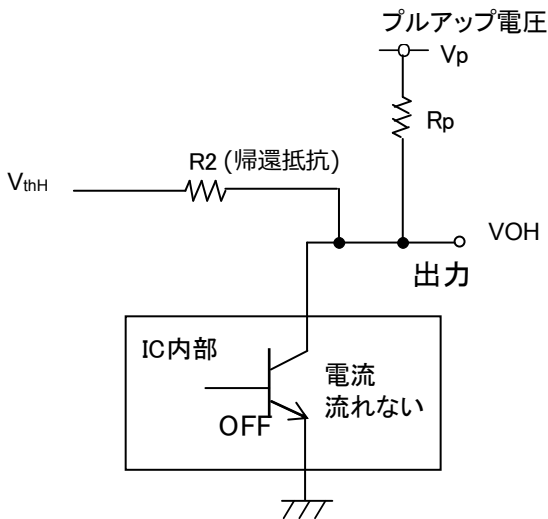 プルアップ電圧
Vp
Rp
R2 (帰還抵抗)
VthH
VOH
出力
IC内部
電流
流れない
OFF